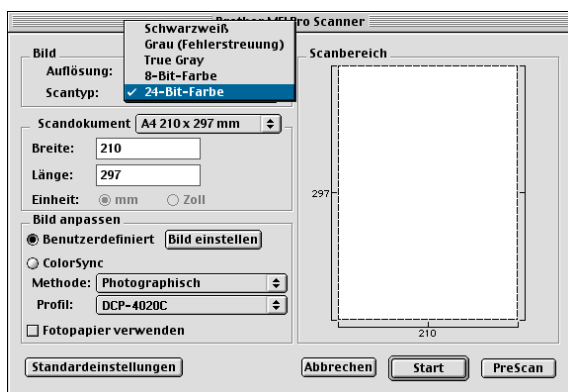 Pro Scanner
Schwarzweiß
Grau (Fehlerstreuung)
True Gray
8-Bit-Farbe
✓ 24-Bit-Farbe
Bild
Auflösung:
Scantyp:
Scandokument A4 210 x 297 mm
Breite: 210
Länge: 297
Einheit: mm Zoll
Bild anpassen
Benutzerdefiniert Bild einstellen
ColorSync
Methode: Photographisch
Profil: DCP-4020C
Fotopapier verwenden
Scanbereich
297
210
Standardeinstellungen Abbrechen Start PreScan